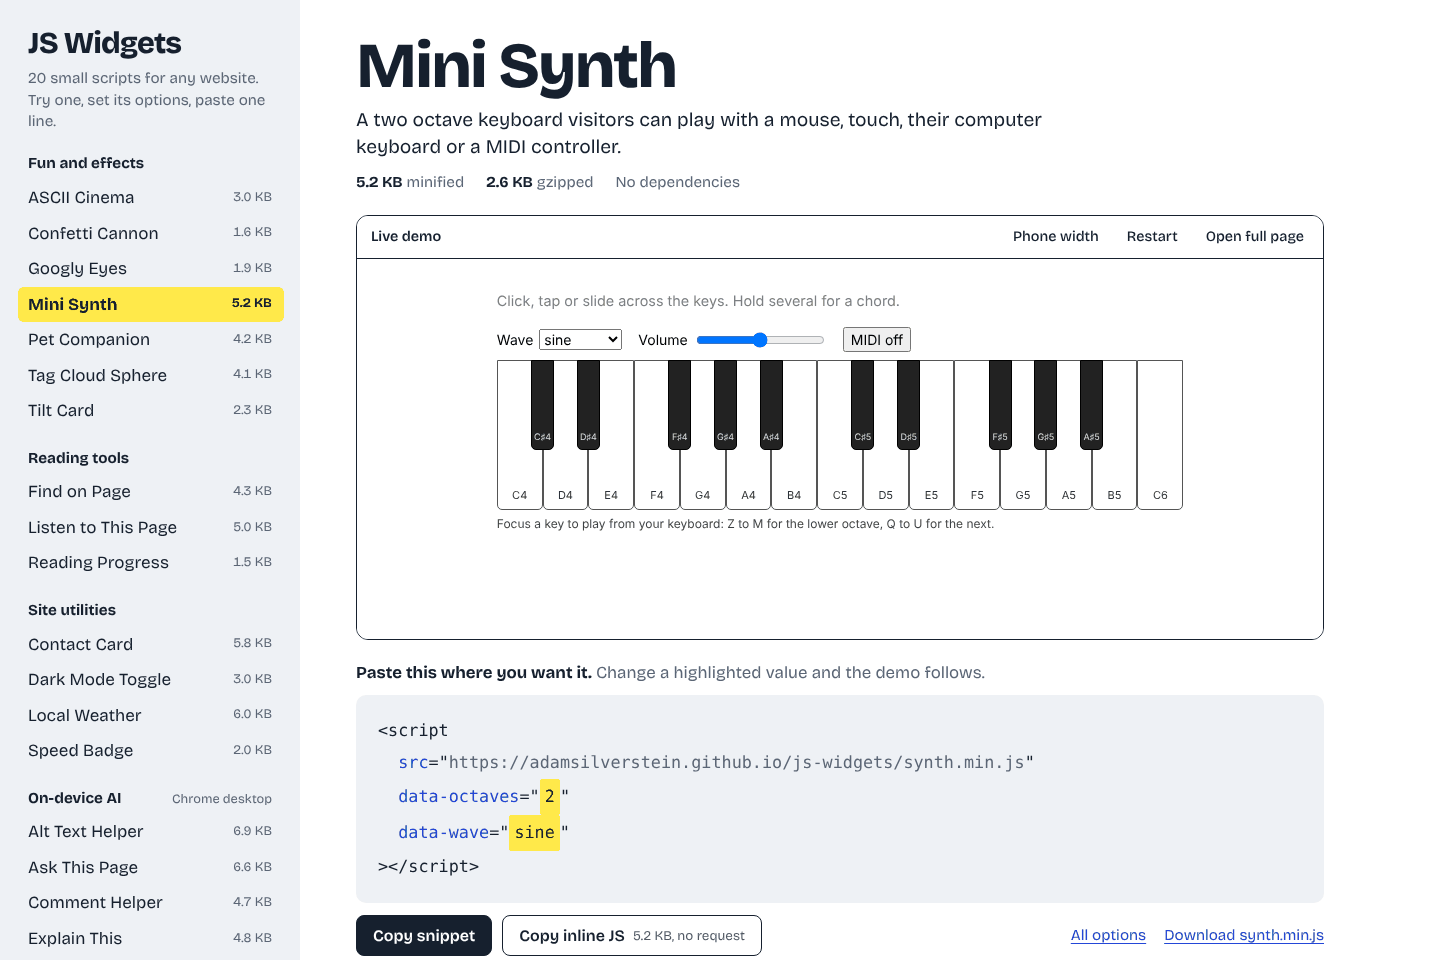 JS Widgets
20 small scripts for any website.
Try one, set its options, paste one
line.
Fun and effects
ASCII Cinema 3.0 KB
Confetti Cannon 1.6 KB
Googly Eyes 1.9 KB
Mini Synth 5.2 KB
Pet Companion 4.2 KB
Tag Cloud Sphere 4.1 KB
Tilt Card 2.3 KB
Reading tools
Find on Page 4.3 KB
Listen to This Page 5.0 KB
Reading Progress 1.5 KB
Site utilities
Contact Card 5.8 KB
Dark Mode Toggle 3.0 KB
Local Weather 6.0 KB
Speed Badge 2.0 KB
On-device AI Chrome desktop
Alt Text Helper 6.9 KB
Ask This Page 6.6 KB
Comment Helper 4.7 KB
Explain This 4.8 KB
Mini Synth
A two octave keyboard visitors can play with a mouse, touch, their computer
keyboard or a MIDI controller.
5.2 KB minified 2.6 KB gzipped No dependencies
Live demo Phone width Restart Open full page
Click, tap or slide across the keys. Hold several for a chord.
Wave sine Volume MIDI off
C♯4 D♯4 F♯4 G♯4 A♯4 C♯5 D♯5 F♯5 G♯5 A♯5
C4 D4 E4 F4 G4 A4 B4 C5 D5 E5 F5 G5 A5 B5 C6
Focus a key to play from your keyboard: Z to M for the lower octave, Q to U for the next.
Paste this where you want it. Change a highlighted value and the demo follows.
<script
src="https://adamsilverstein.github.io/js-widgets/synth.min.js"
data-octaves="2"
data-wave="sine"
></script>
Copy snippet Copy inline JS 5.2 KB, no request All options Download synth.min.js